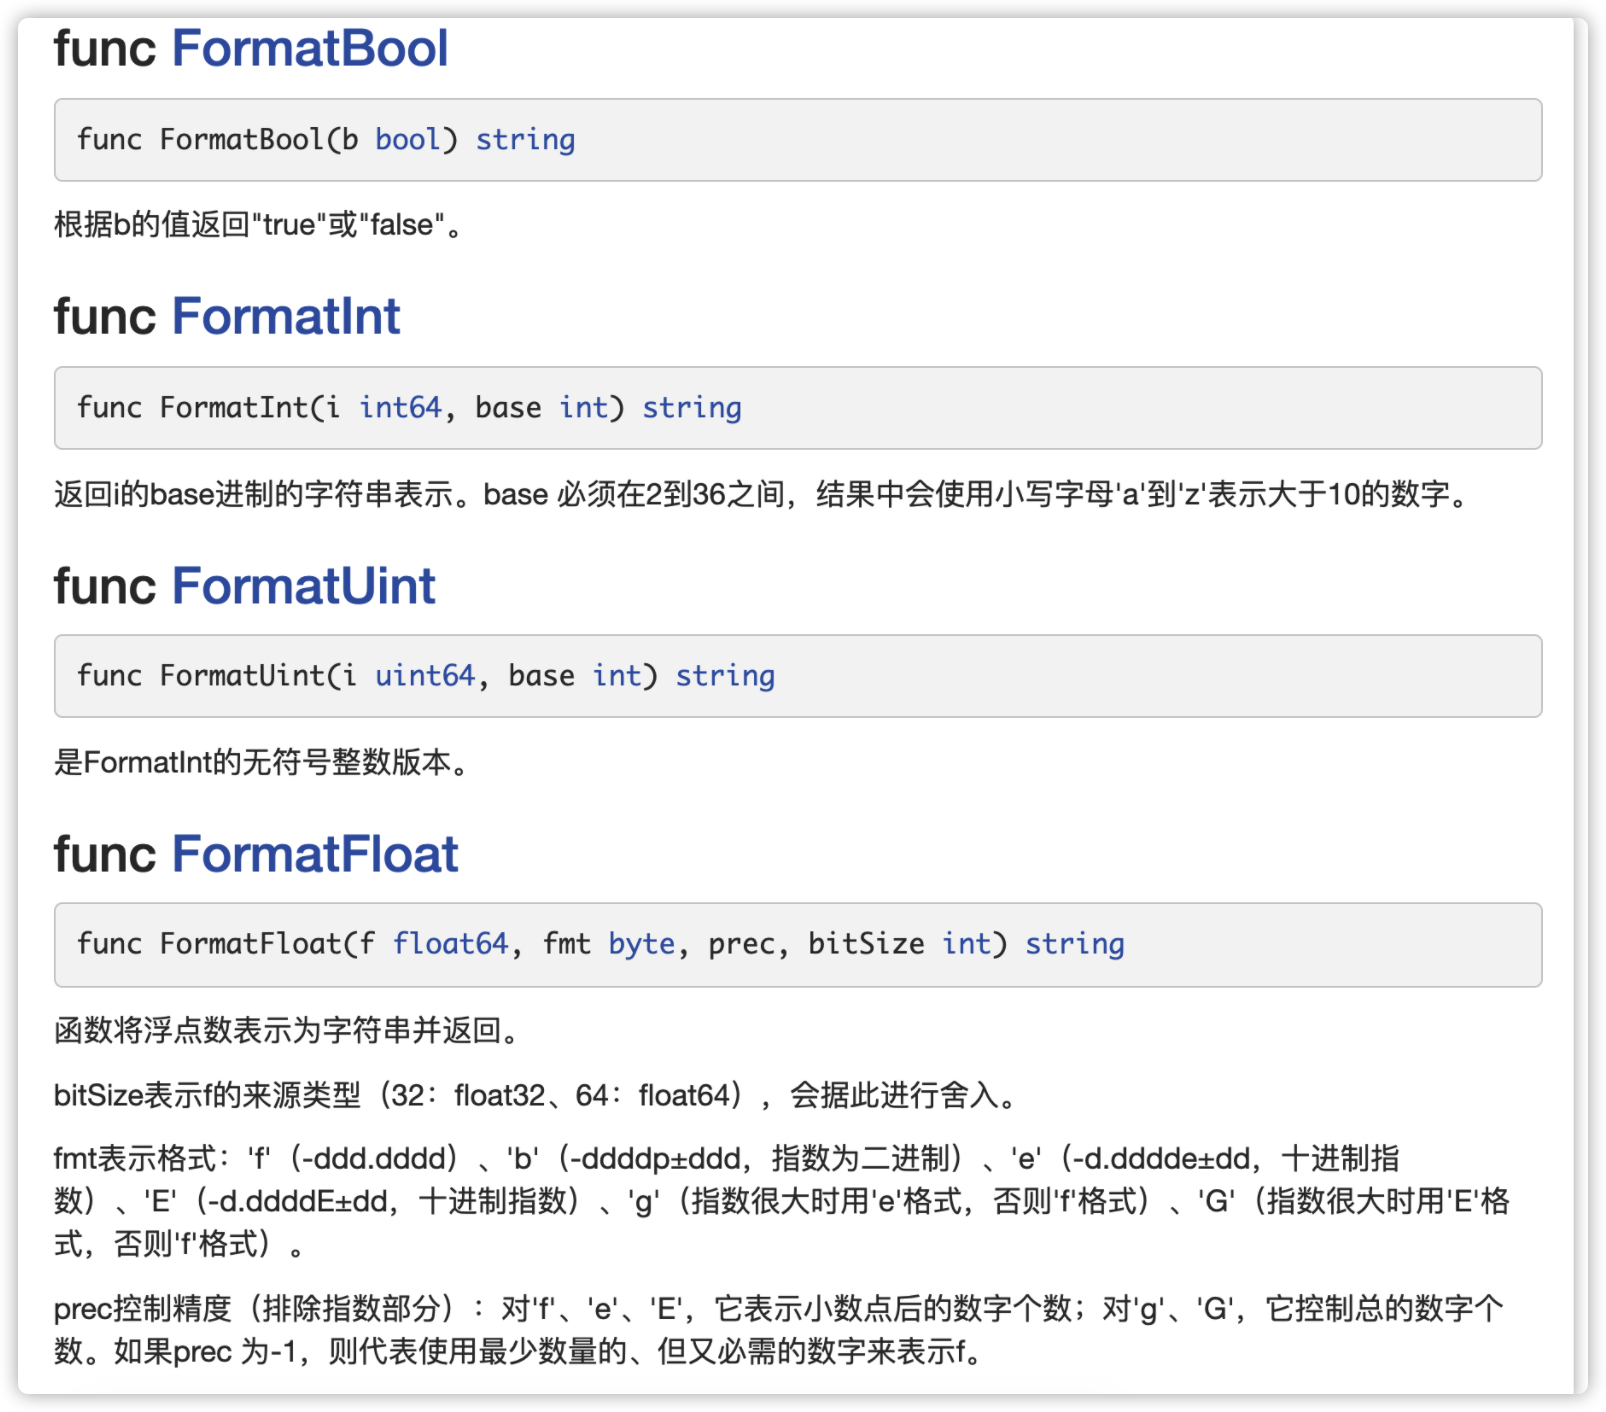 func FormatBool
func FormatBool(b bool) string
根据b的值返回"true"或"false"。
func FormatInt
func FormatInt(i int64, base int) string
返回i的base进制的字符串表示。base 必须在2到36之间，结果中会使用小写字母'a'到'z'表示大于10的数字。
func FormatUint
func FormatUint(i uint64, base int) string
是FormatInt的无符号整数版本。
func FormatFloat
func FormatFloat(f float64, fmt byte, prec, bitSize int) string
函数将浮点数表示为字符串并返回。
bitSize表示f的来源类型（32：float32、64：float64），会据此进行舍入。
fmt表示格式：'f'（-ddd.dddd）、'b'（-ddddp±ddd，指数为二进制）、'e'（-d.dddde±dd，十进制指
数）、'E'（-d.ddddE±dd，十进制指数）、'g'（指数很大时用'e'格式，否则'f'格式）、'G'（指数很大时用'E'格
式，否则'f'格式）。
prec控制精度（排除指数部分）：对'f'、'e'、'E'，它表示小数点后的数字个数；对'g'、'G'，它控制总的数字个
数。如果prec 为-1，则代表使用最少数量的、但又必需的数字来表示f。